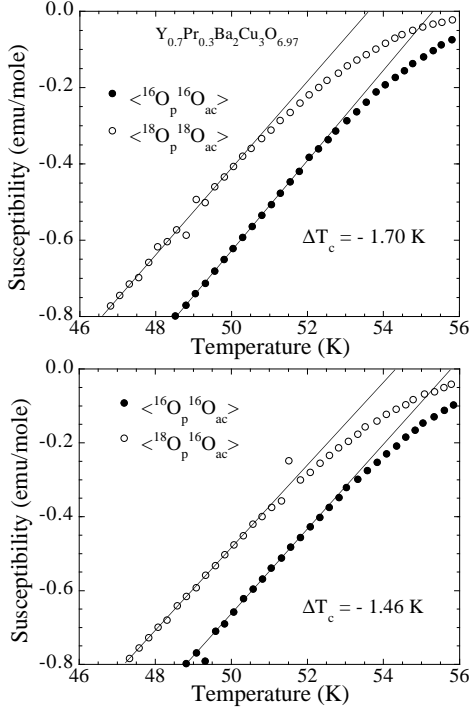 Y₀.₇Pr₀.₃Ba₂Cu₃O₆.₉₇
<¹⁶Oₚ¹⁶Oₐc>
<¹⁸Oₚ¹⁸Oₐc>
ΔT_c = - 1.70 K
Susceptibility (emu/mole)
0.0
-0.2
-0.4
-0.6
-0.8
46 48 50 52 54 56
Temperature (K)
<¹⁶Oₚ¹⁶Oₐc>
<¹⁸Oₚ¹⁶Oₐc>
ΔT_c = - 1.46 K
Susceptibility (emu/mole)
0.0
-0.2
-0.4
-0.6
-0.8
46 48 50 52 54 56
Temperature (K)